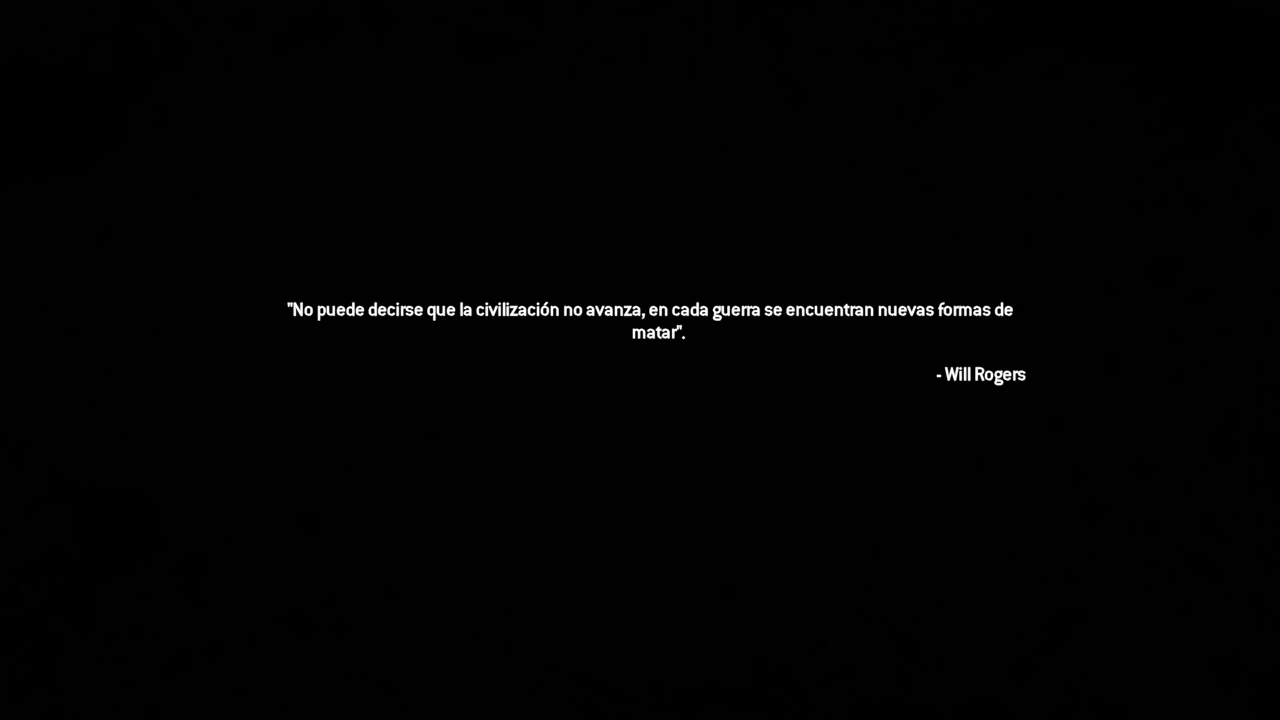 "No puede decirse que la civilización no avanza, en cada guerra se encuentran nuevas formas de
matar".
- Will Rogers